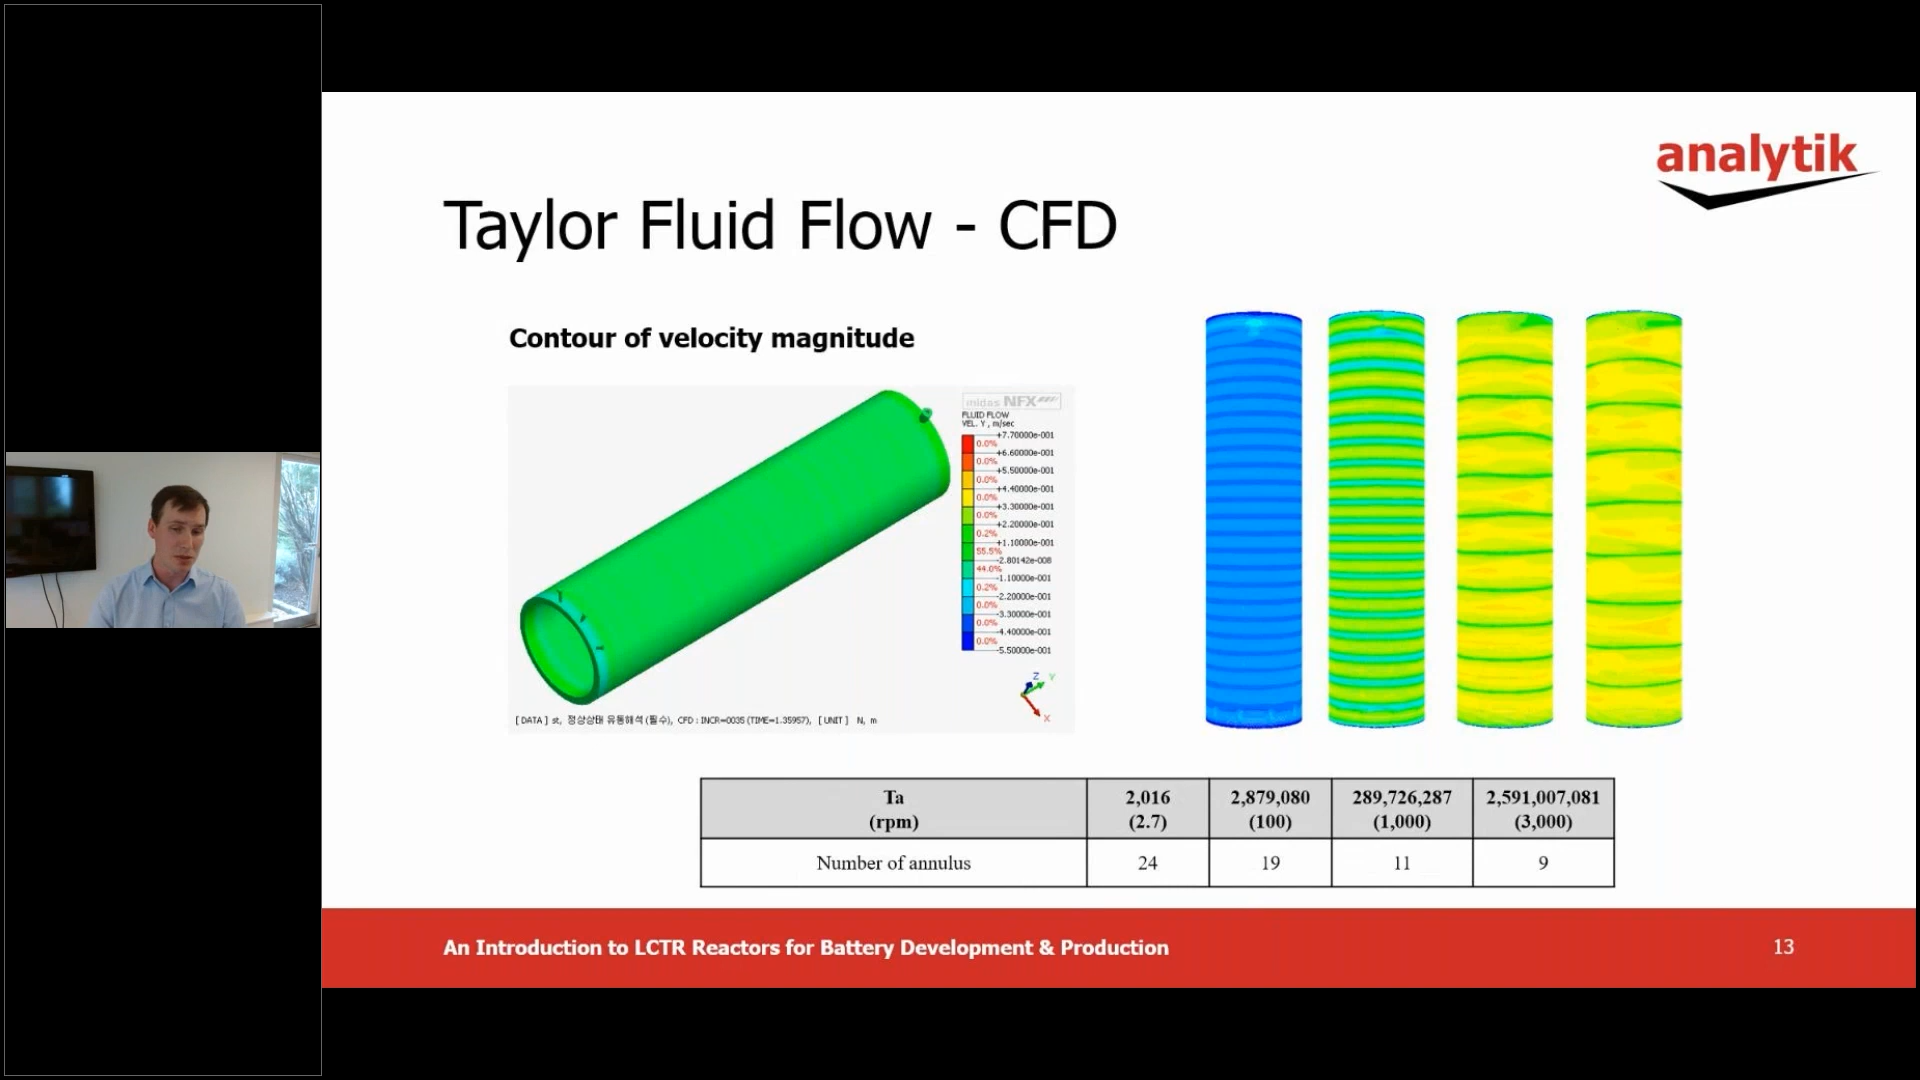 analytik
Taylor Fluid Flow - CFD
Contour of velocity magnitude
midas NFX
FLUID FLOW
VEL. Y , m/sec
+7.70000e-001
0.0%
+6.60000e-001
0.0%
+5.50000e-001
0.0%
+4.40000e-001
0.0%
+3.30000e-001
0.0%
+2.20000e-001
0.2%
+1.10000e-001
55.5%
-2.80142e-008
44.0%
-1.10000e-001
0.2%
-2.20000e-001
0.0%
-3.30000e-001
0.0%
-4.40000e-001
0.0%
-5.50000e-001
Z Y
X
[ DATA ] st, 정상상태 유동해석 (필수), CFD : INCR=0035 (TIME=1.35957), [ UNIT ] N, m
Ta 2,016 2,879,080 289,726,287 2,591,007,081
(rpm) (2.7) (100) (1,000) (3,000)
Number of annulus 24 19 11 9
An Introduction to LCTR Reactors for Battery Development & Production 13